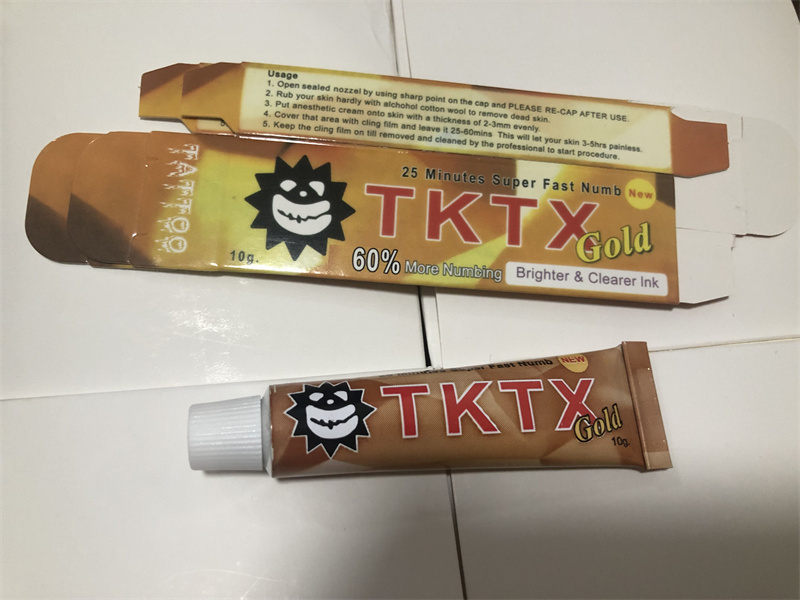 Usage
1. Open sealed nozzel by using sharp point on the cap and PLEASE RE-CAP AFTER USE.
2. Rub your skin hardly with alchohol cotton wool to remove dead skin.
3. Put anesthetic cream onto skin with a thickness of 2-3mm evenly.
4. Cover that area with cling film and leave it 25-60mins This will let your skin 3-5hrs painless.
5. Keep the cling film on till removed and cleaned by the professional to start procedure.
TATTOO
25 Minutes Super Fast Numb
New
TKTX
Gold
10g.
60% More Numbing
Brighter & Clearer Ink
Super Fast Numb
NEW
TKTX
Gold
10g.